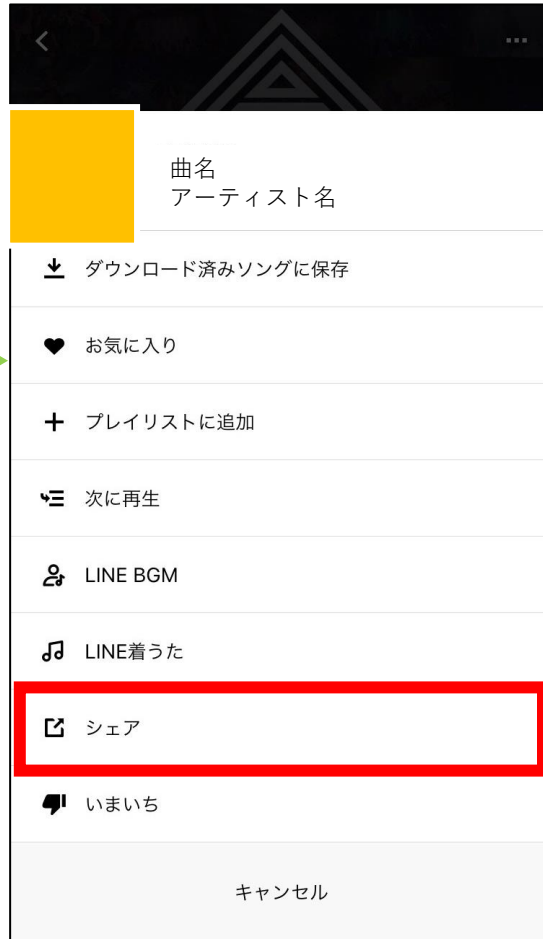 曲名
アーティスト名
ダウンロード済みソングに保存
お気に入り
プレイリストに追加
次に再生
LINE BGM
LINE着うた
シェア
いまいち
キャンセル